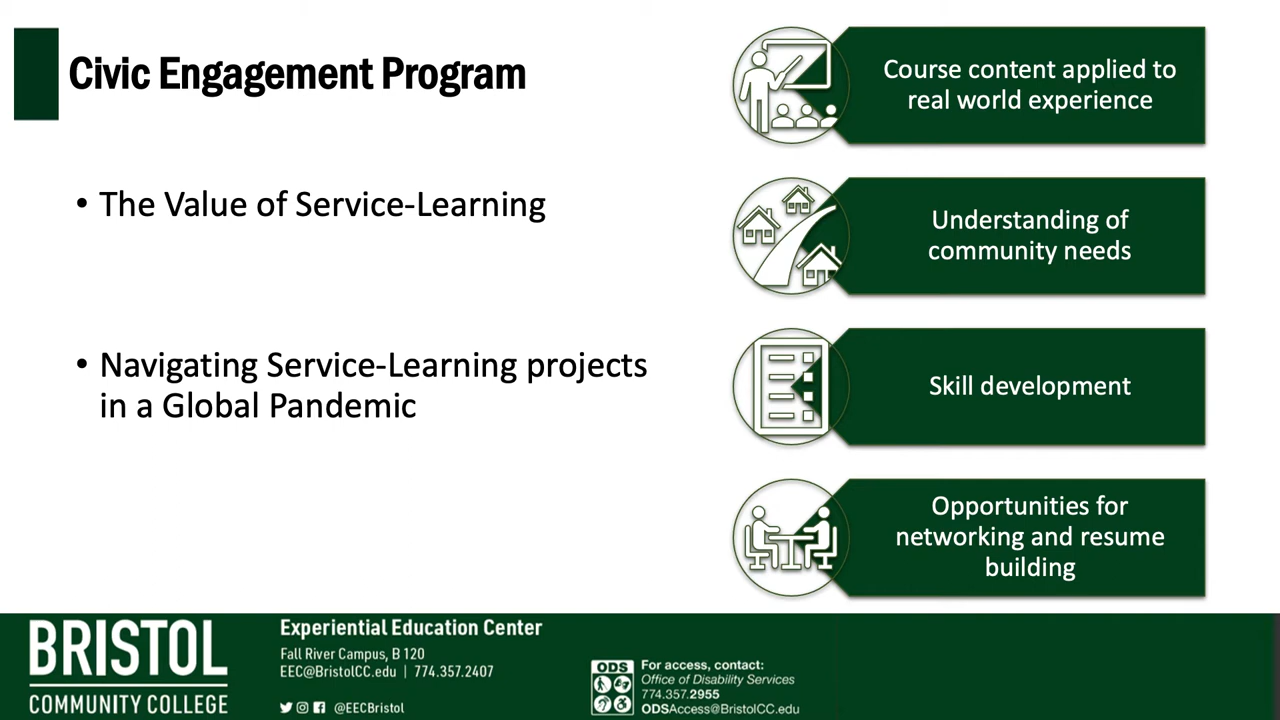 Civic Engagement Program
• The Value of Service-Learning
• Navigating Service-Learning projects
in a Global Pandemic
Course content applied to
real world experience
Understanding of
community needs
Skill development
Opportunities for
networking and resume
building
BRISTOL
COMMUNITY COLLEGE
Experiential Education Center
Fall River Campus, B 120
EEC@BristolCC.edu | 774.357.2407
@EECBristol
ODS
For access, contact:
Office of Disability Services
774.357.2955
ODSAccess@BristolCC.edu